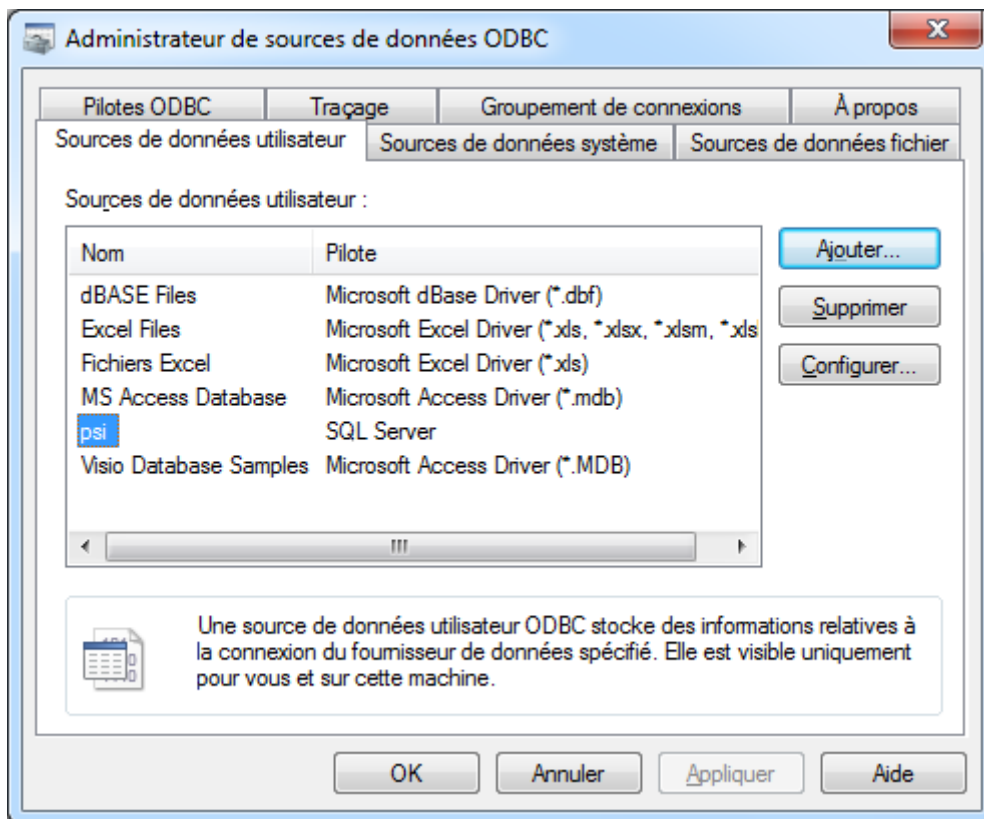 Administrateur de sources de données ODBC
Pilotes ODBC
Traçage
Groupement de connexions
À propos
Sources de données utilisateur
Sources de données système
Sources de données fichier
Sources de données utilisateur :
Nom
Pilote
dBASE Files
Microsoft dBase Driver (*.dbf)
Excel Files
Microsoft Excel Driver (*.xls, *.xlsx, *.xlsm, *.xls
Fichiers Excel
Microsoft Excel Driver (*.xls)
MS Access Database
Microsoft Access Driver (*.mdb)
psi
SQL Server
Visio Database Samples
Microsoft Access Driver (*.MDB)
Ajouter...
Supprimer
Configurer...
Une source de données utilisateur ODBC stocke des informations relatives à
la connexion du fournisseur de données spécifié. Elle est visible uniquement
pour vous et sur cette machine.
OK
Annuler
Appliquer
Aide